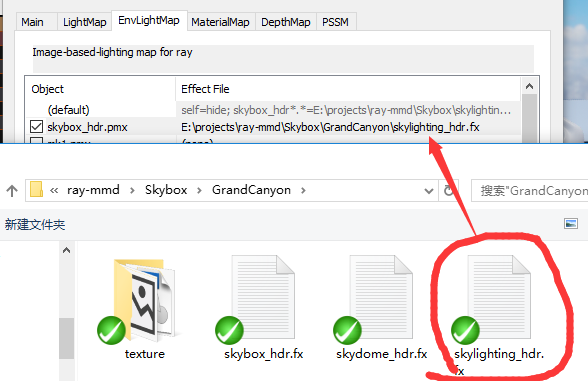 Main LightMap EnvLightMap MaterialMap DepthMap PSSM
Image-based-lighting map for ray
Object Effect File
(default) self=hide; skybox_hdr*.*=E:\projects\ray-mmd\Skybox\skylightin...
skybox_hdr.pmx E:\projects\ray-mmd\Skybox\GrandCanyon\skylighting_hdr.fx
« ray-mmd › Skybox › GrandCanyon › 搜索"GrandCanyon
新建文件夹
texture skybox_hdr.fx skydome_hdr.fx skylighting_hdr.
fx